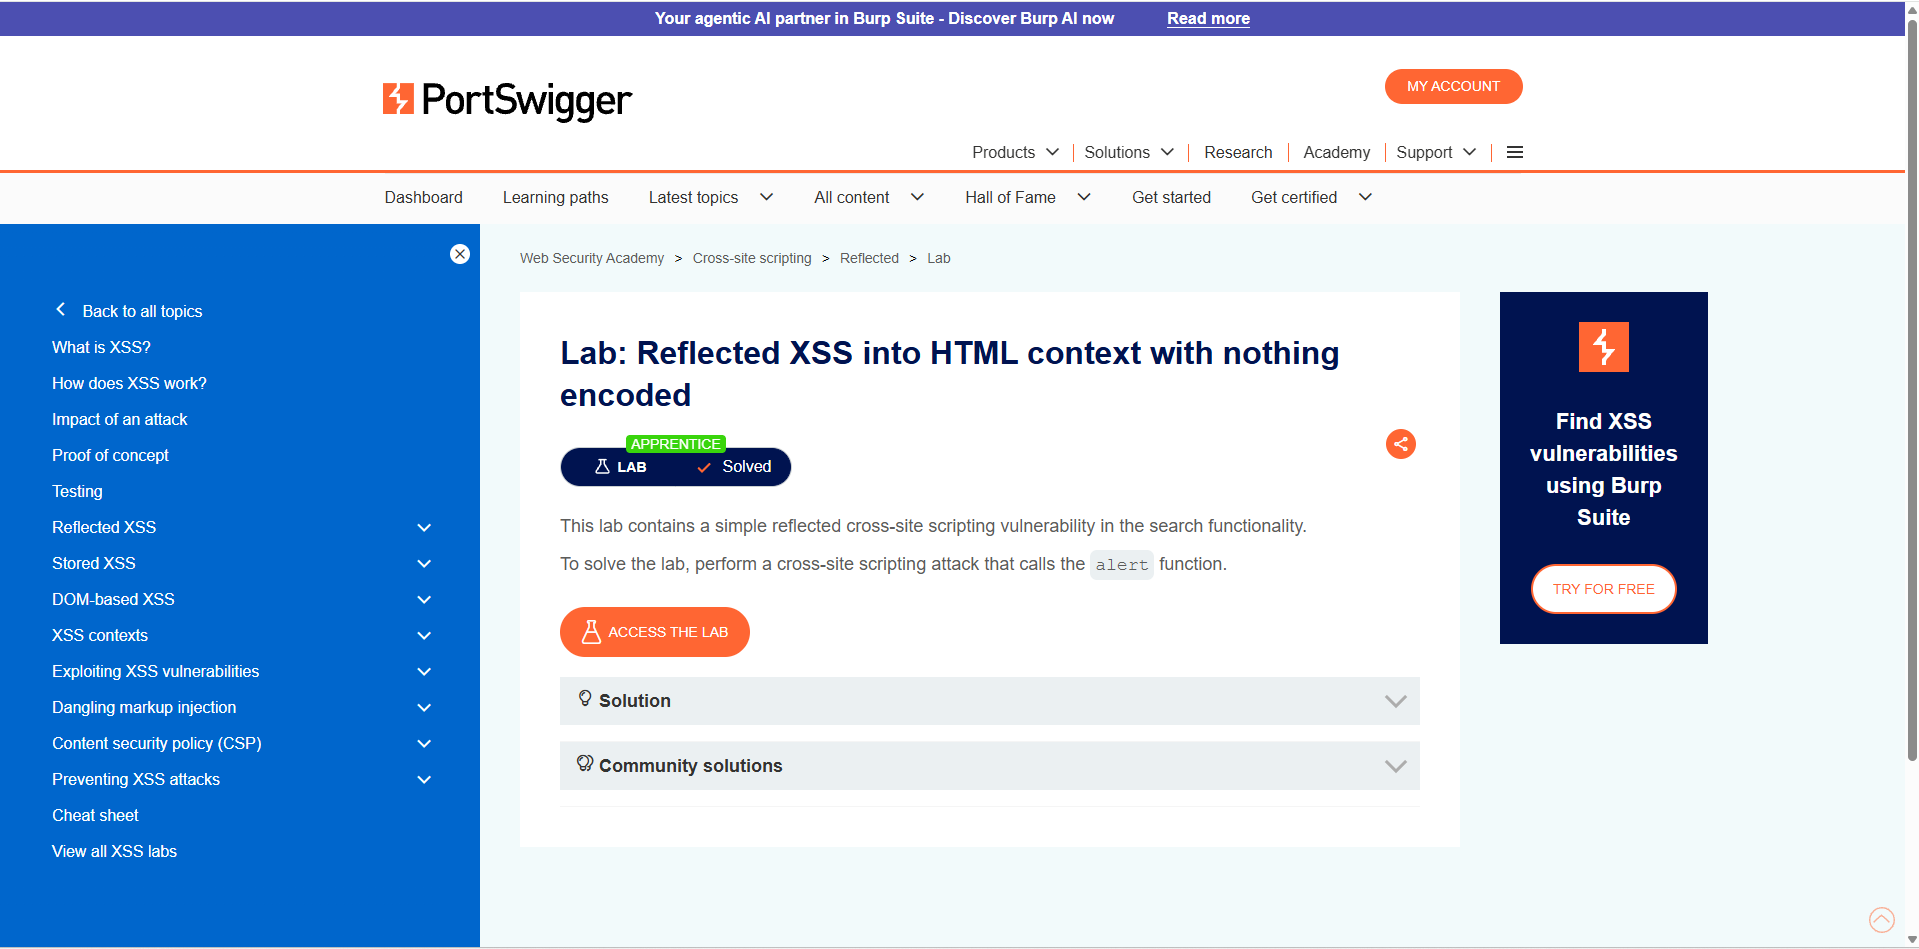 Your agentic AI partner in Burp Suite - Discover Burp AI now Read more
PortSwigger
MY ACCOUNT
Products Solutions Research Academy Support
Dashboard Learning paths Latest topics All content Hall of Fame Get started Get certified
Back to all topics
What is XSS?
How does XSS work?
Impact of an attack
Proof of concept
Testing
Reflected XSS
Stored XSS
DOM-based XSS
XSS contexts
Exploiting XSS vulnerabilities
Dangling markup injection
Content security policy (CSP)
Preventing XSS attacks
Cheat sheet
View all XSS labs
Web Security Academy > Cross-site scripting > Reflected > Lab
Lab: Reflected XSS into HTML context with nothing
encoded
APPRENTICE
LAB Solved
This lab contains a simple reflected cross-site scripting vulnerability in the search functionality.
To solve the lab, perform a cross-site scripting attack that calls the alert function.
ACCESS THE LAB
Solution
Community solutions
Find XSS
vulnerabilities
using Burp
Suite
TRY FOR FREE